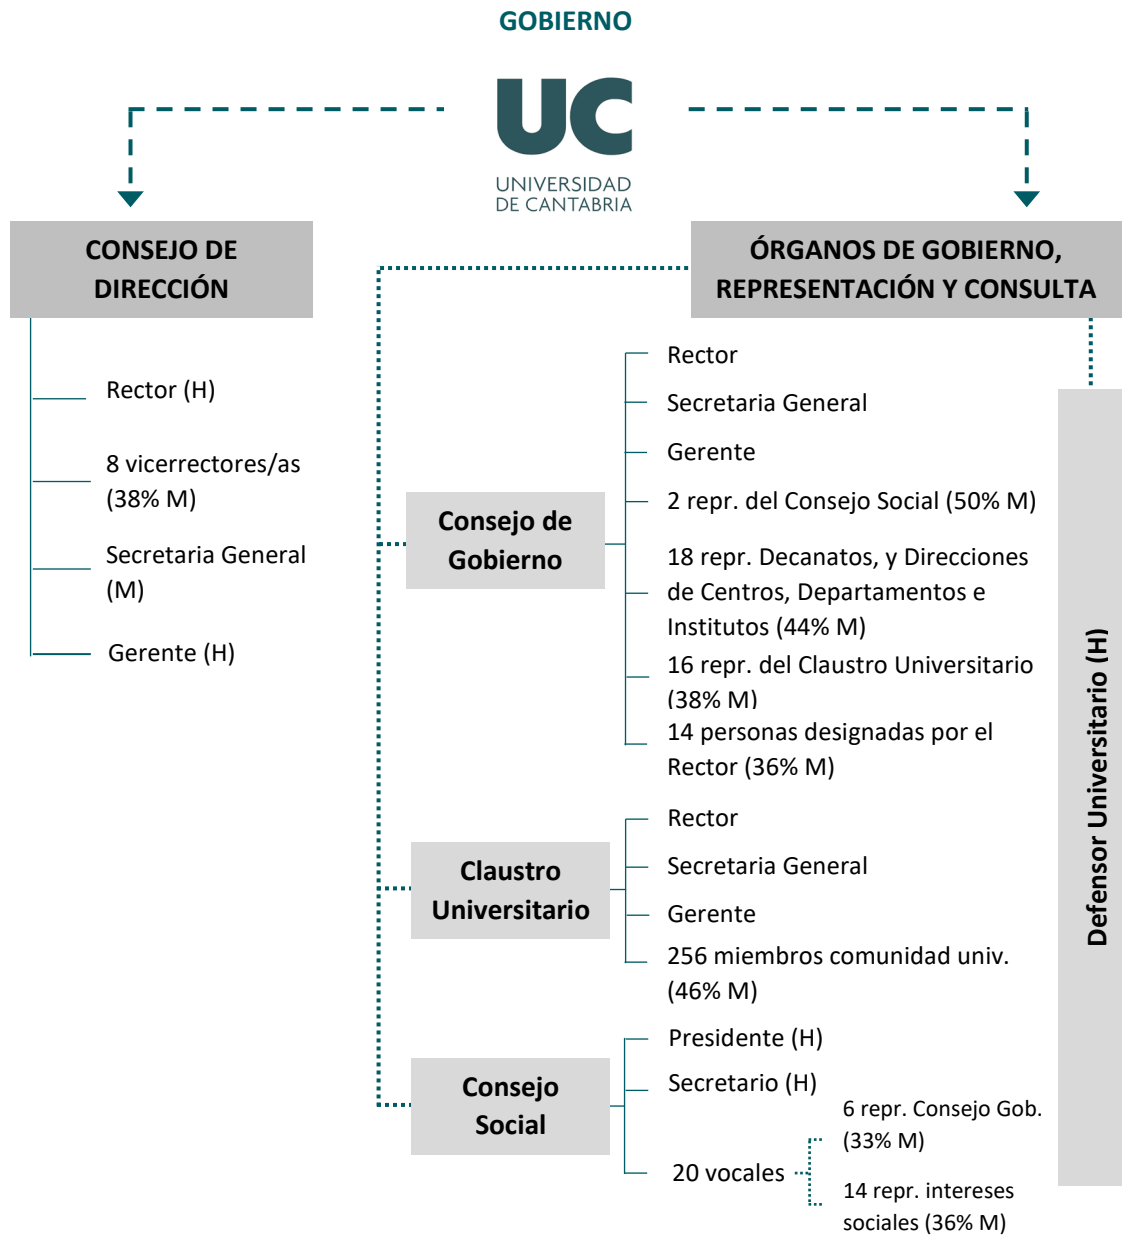 GOBIERNO
UC
UNIVERSIDAD
DE CANTABRIA
CONSEJO DE
DIRECCIÓN
Rector (H)
8 vicerrectores/as
(38% M)
Secretaria General
(M)
Gerente (H)
ÓRGANOS DE GOBIERNO,
REPRESENTACIÓN Y CONSULTA
Consejo de
Gobierno
Rector
Secretaria General
Gerente
2 repr. del Consejo Social (50% M)
18 repr. Decanatos, y Direcciones
de Centros, Departamentos e
Institutos (44% M)
16 repr. del Claustro Universitario
(38% M)
14 personas designadas por el
Rector (36% M)
Claustro
Universitario
Rector
Secretaria General
Gerente
256 miembros comunidad univ.
(46% M)
Consejo
Social
Presidente (H)
Secretario (H)
20 vocales
6 repr. Consejo Gob.
(33% M)
14 repr. intereses
sociales (36% M)
Defensor Universitario (H)